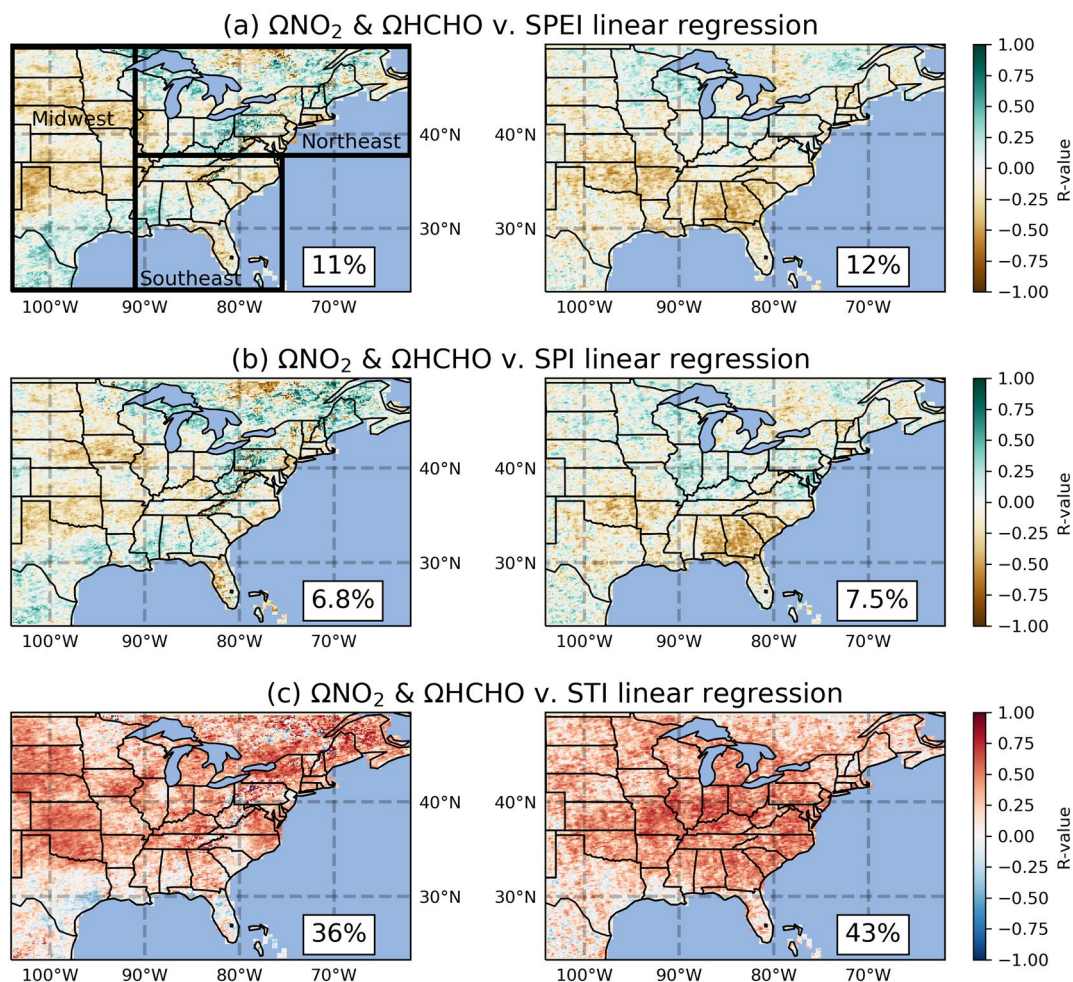 (a) ΩNO₂ & ΩHCHO v. SPEI linear regression
Midwest
Northeast
Southeast
11%
40°N
30°N
100°W 90°W 80°W 70°W
12%
100°W 90°W 80°W 70°W
1.00
0.75
0.50
0.25
0.00
−0.25
−0.50
−0.75
−1.00
R-value
(b) ΩNO₂ & ΩHCHO v. SPI linear regression
6.8%
40°N
30°N
100°W 90°W 80°W 70°W
7.5%
100°W 90°W 80°W 70°W
1.00
0.75
0.50
0.25
0.00
−0.25
−0.50
−0.75
−1.00
R-value
(c) ΩNO₂ & ΩHCHO v. STI linear regression
36%
40°N
30°N
100°W 90°W 80°W 70°W
43%
100°W 90°W 80°W 70°W
1.00
0.75
0.50
0.25
0.00
−0.25
−0.50
−0.75
−1.00
R-value